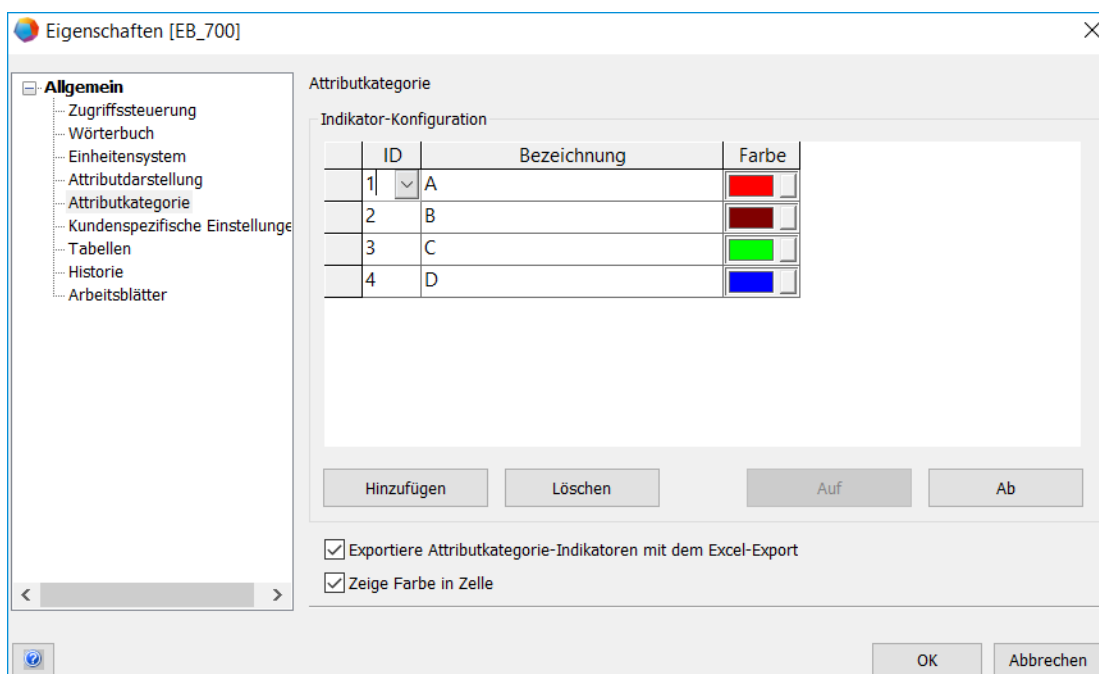 Eigenschaften [EB_700]
Allgemein
Zugriffssteuerung
Wörterbuch
Einheitensystem
Attributdarstellung
Attributkategorie
Kundenspezifische Einstellunge
Tabellen
Historie
Arbeitsblätter
Attributkategorie
Indikator-Konfiguration
ID Bezeichnung Farbe
1 A
2 B
3 C
4 D
Hinzufügen Löschen Auf Ab
Exportiere Attributkategorie-Indikatoren mit dem Excel-Export
Zeige Farbe in Zelle
OK Abbrechen